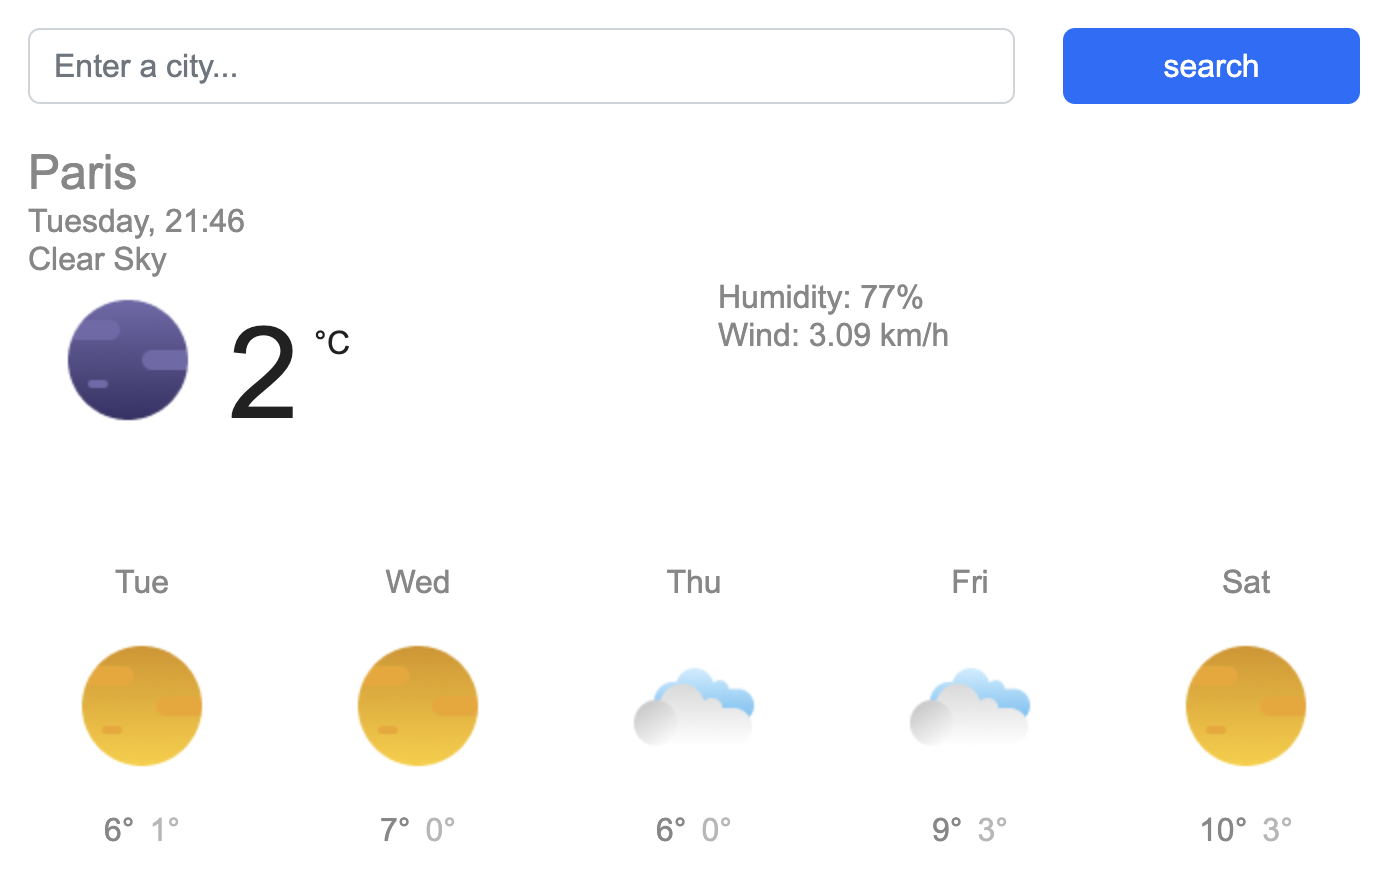 Enter a city...
search
Paris
Tuesday, 21:46
Clear Sky
2 °C
Humidity: 77%
Wind: 3.09 km/h
Tue Wed Thu Fri Sat
6° 1° 7° 0° 6° 0° 9° 3° 10° 3°